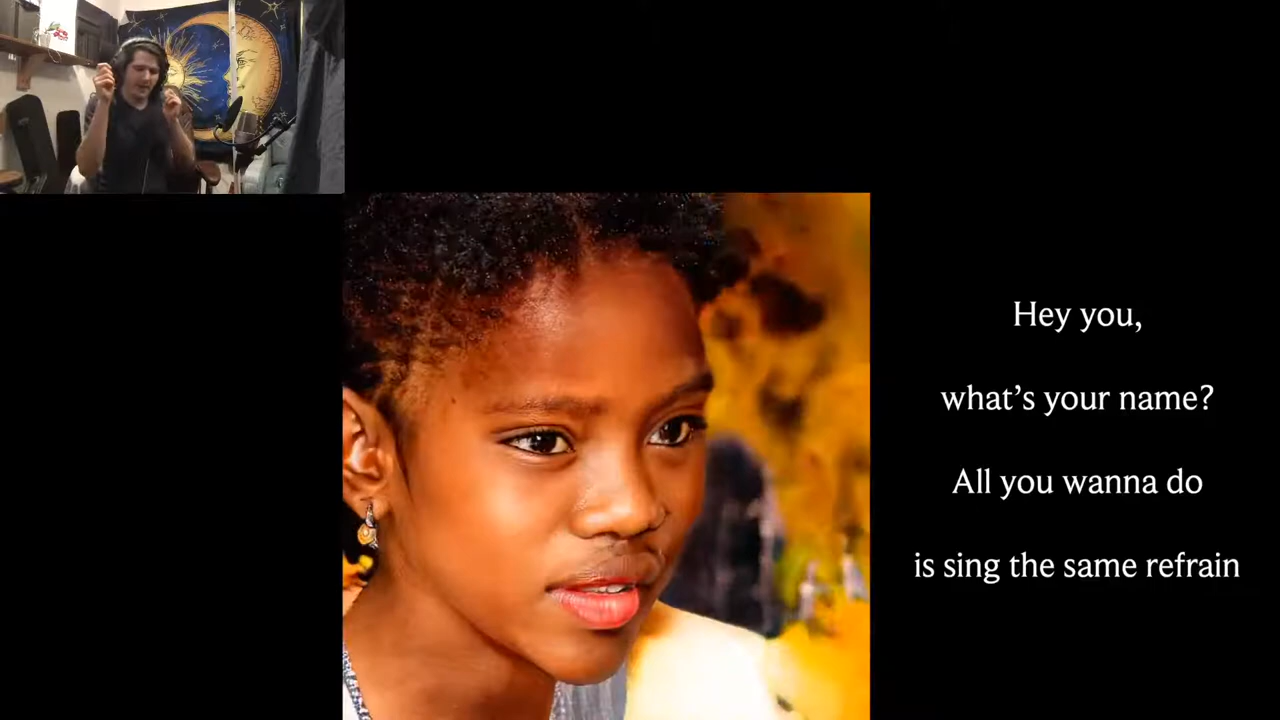 Hey you,
what’s your name?
All you wanna do
is sing the same refrain